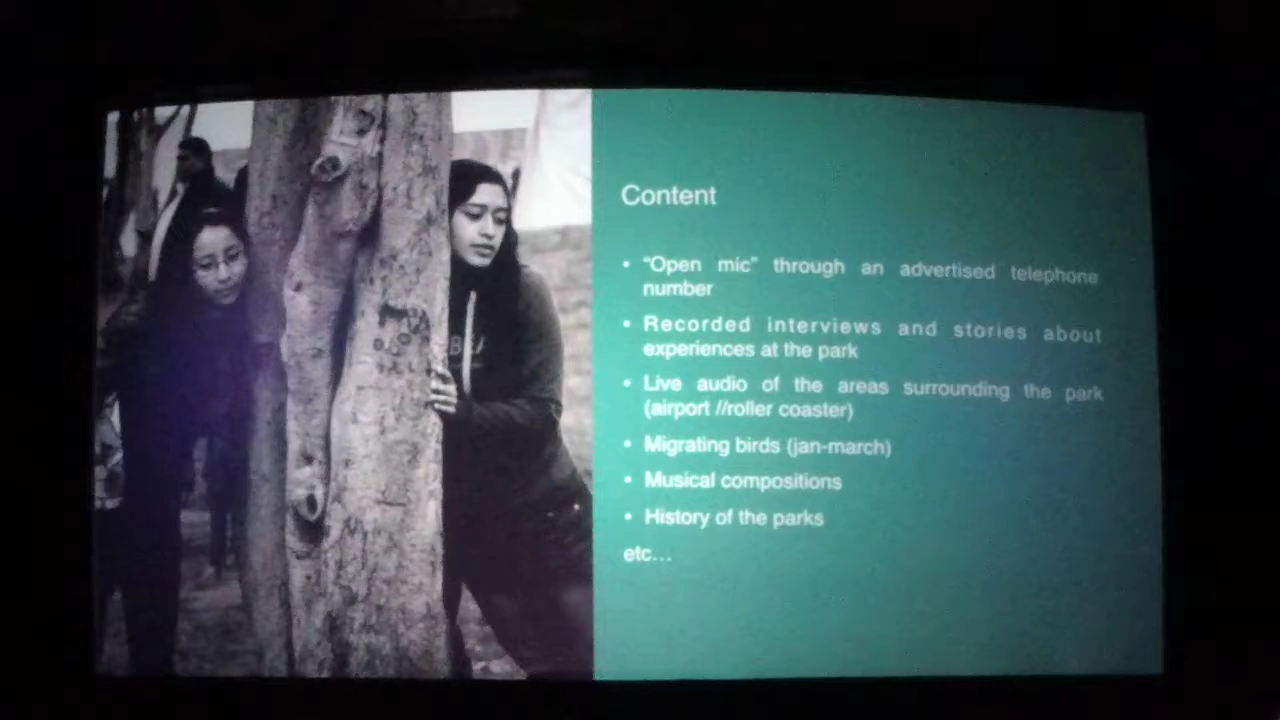 Content
• “Open mic” through an advertised telephone
number
• Recorded interviews and stories about
experiences at the park
• Live audio of the areas surrounding the park
(airport //roller coaster)
• Migrating birds (jan-march)
• Musical compositions
• History of the parks
etc…